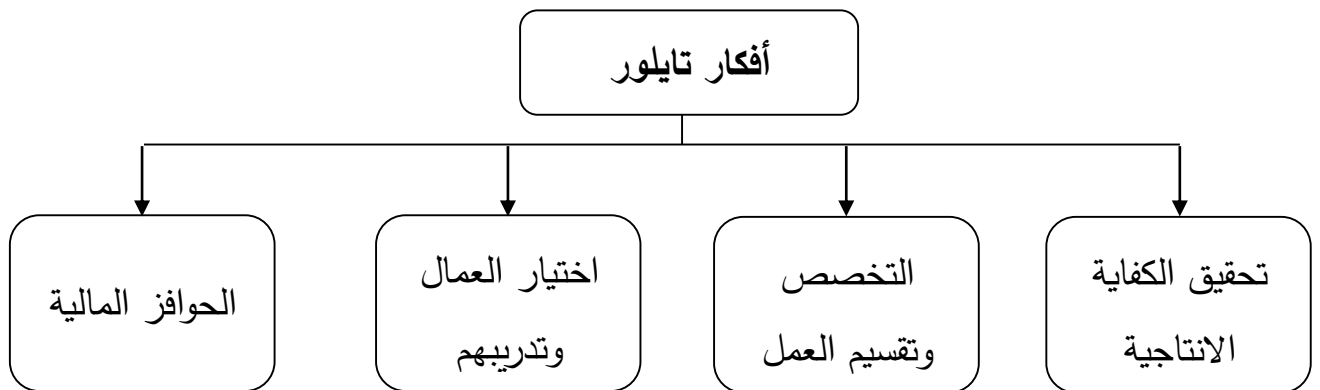 أفكار تايلور
تحقيق الكفاية
الانتاجية
التخصص
وتقسيم العمل
اختيار العمال
وتدريبهم
الحوافز المالية